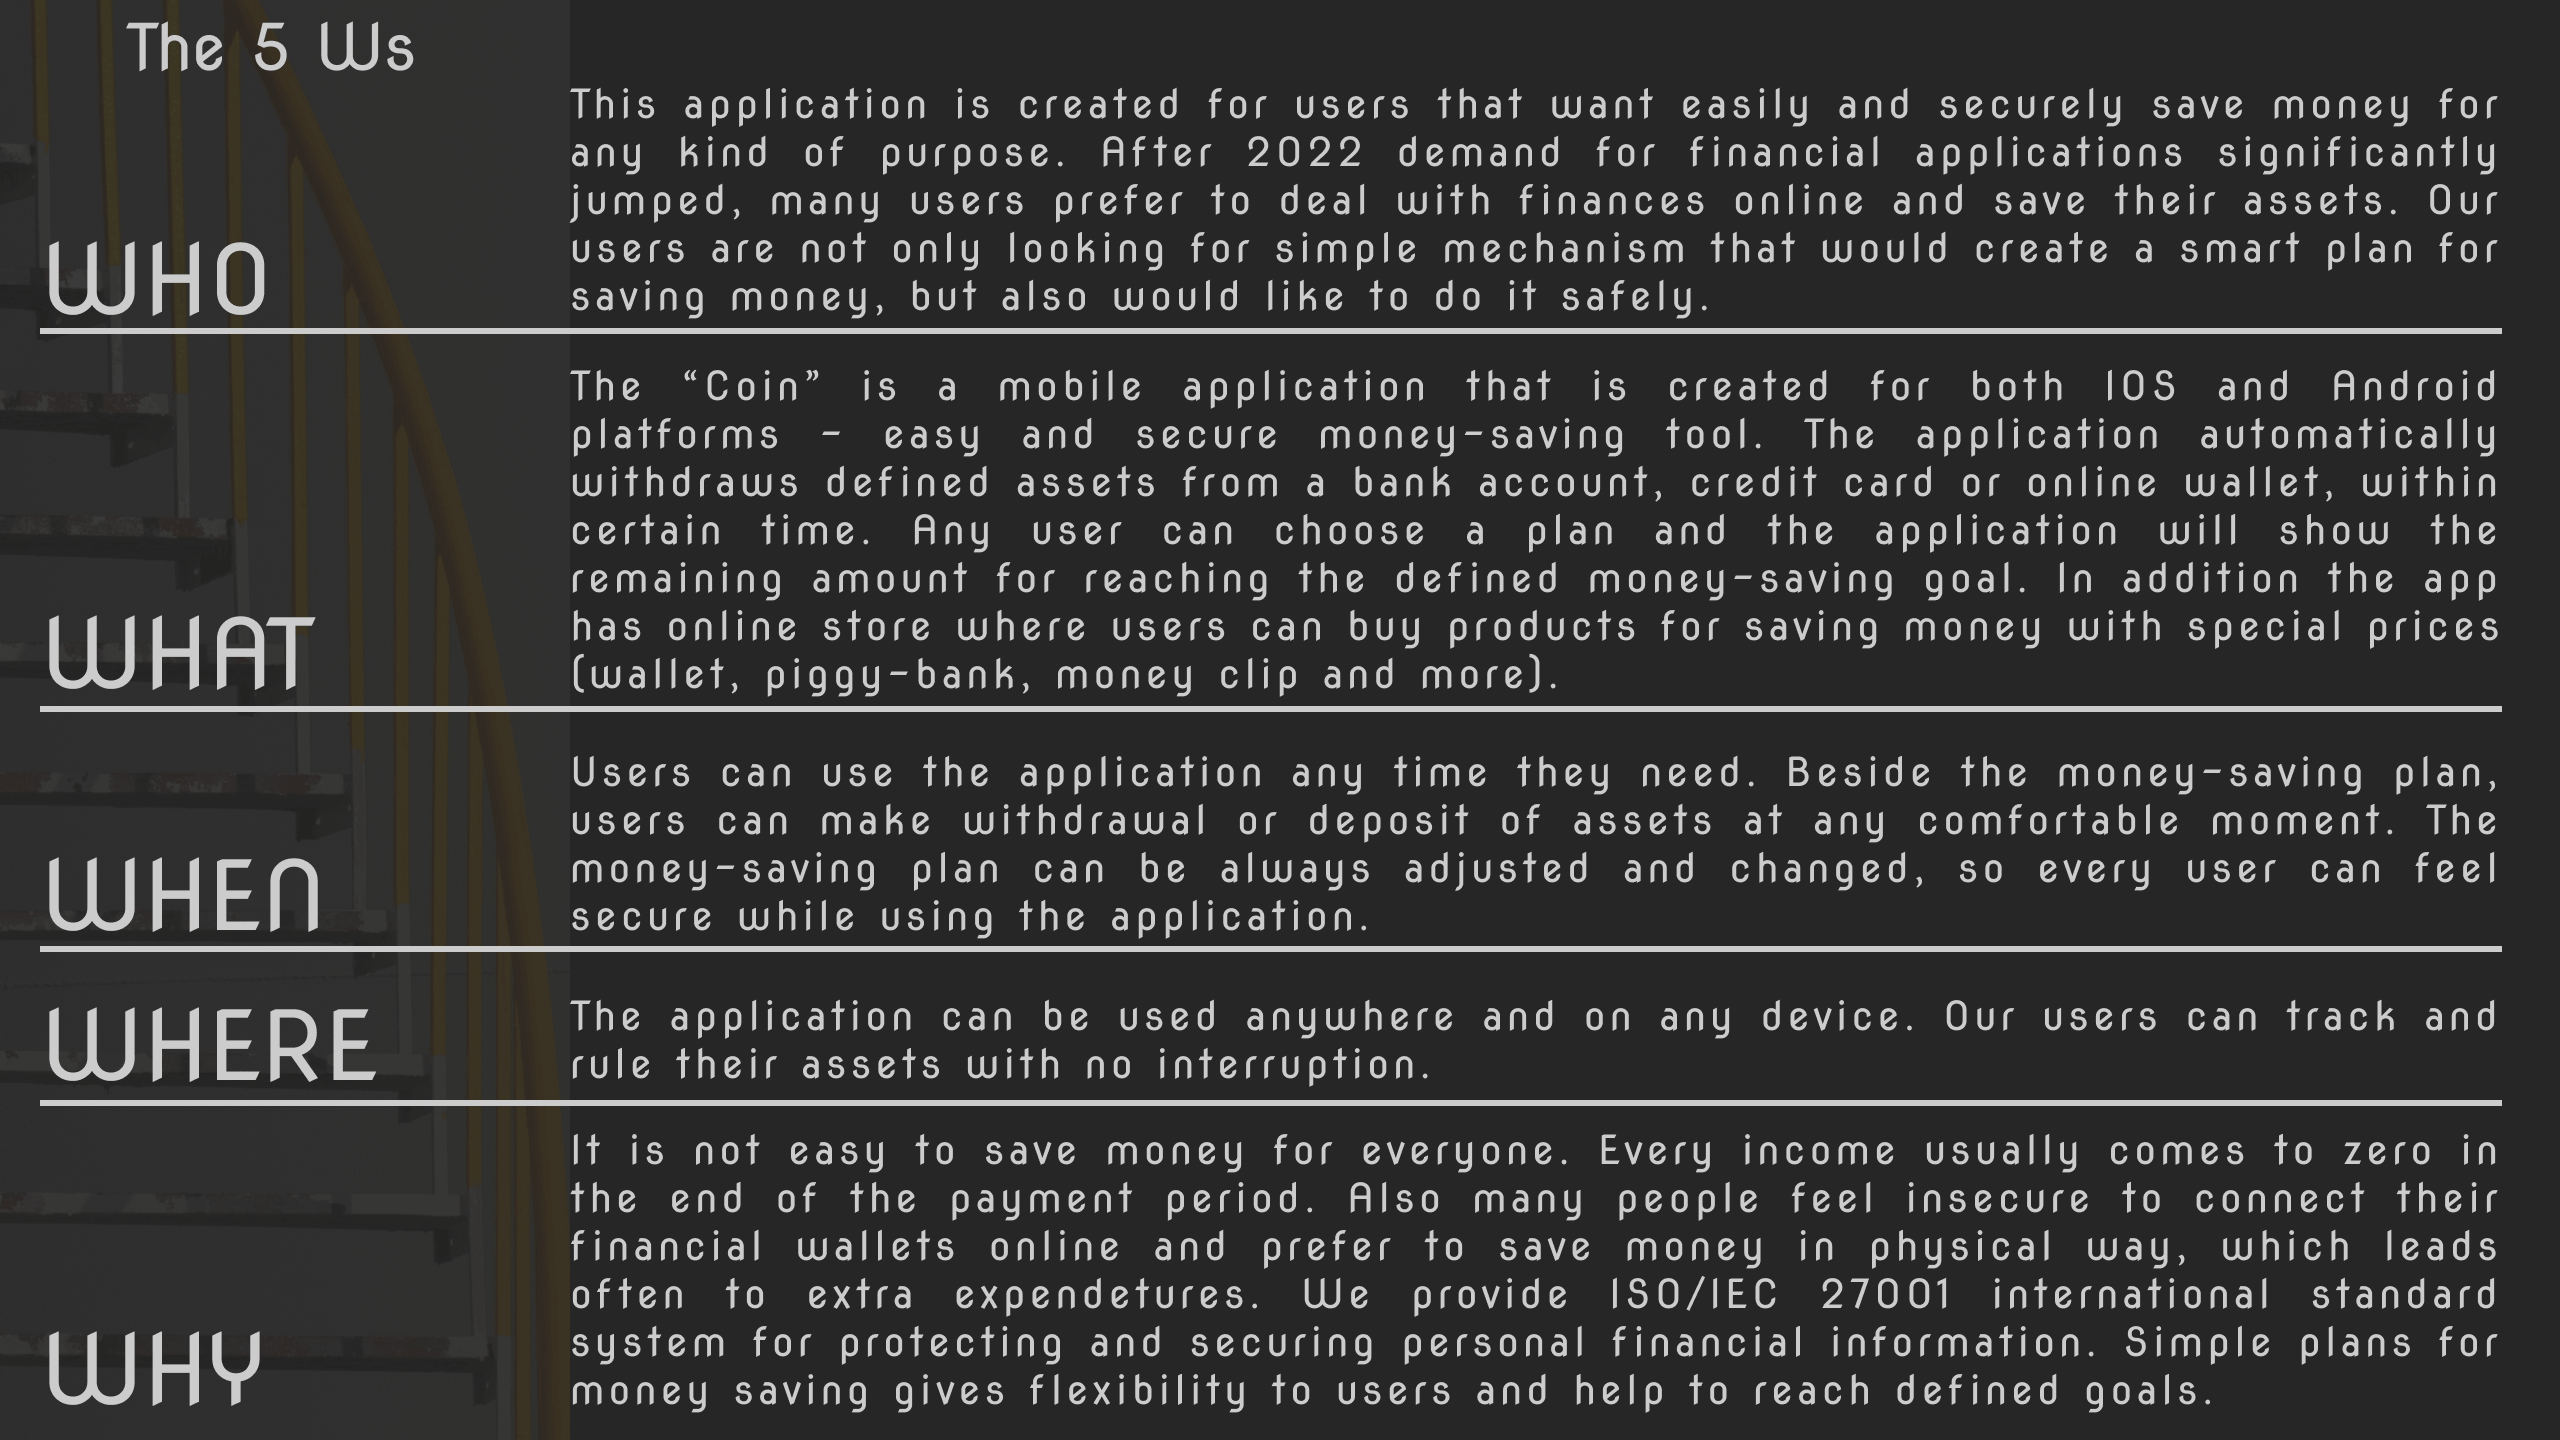 The 5 Ws
WHO
This application is created for users that want easily and securely save money for
any kind of purpose. After 2022 demand for financial applications significantly
jumped, many users prefer to deal with finances online and save their assets. Our
users are not only looking for simple mechanism that would create a smart plan for
saving money, but also would like to do it safely.
WHAT
The “Coin” is a mobile application that is created for both IOS and Android
platforms - easy and secure money-saving tool. The application automatically
withdraws defined assets from a bank account, credit card or online wallet, within
certain time. Any user can choose a plan and the application will show the
remaining amount for reaching the defined money-saving goal. In addition the app
has online store where users can buy products for saving money with special prices
(wallet, piggy-bank, money clip and more).
WHEN
Users can use the application any time they need. Beside the money-saving plan,
users can make withdrawal or deposit of assets at any comfortable moment. The
money-saving plan can be always adjusted and changed, so every user can feel
secure while using the application.
WHERE
The application can be used anywhere and on any device. Our users can track and
rule their assets with no interruption.
WHY
It is not easy to save money for everyone. Every income usually comes to zero in
the end of the payment period. Also many people feel insecure to connect their
financial wallets online and prefer to save money in physical way, which leads
often to extra expendetures. We provide ISO/IEC 27001 international standard
system for protecting and securing personal financial information. Simple plans for
money saving gives flexibility to users and help to reach defined goals.